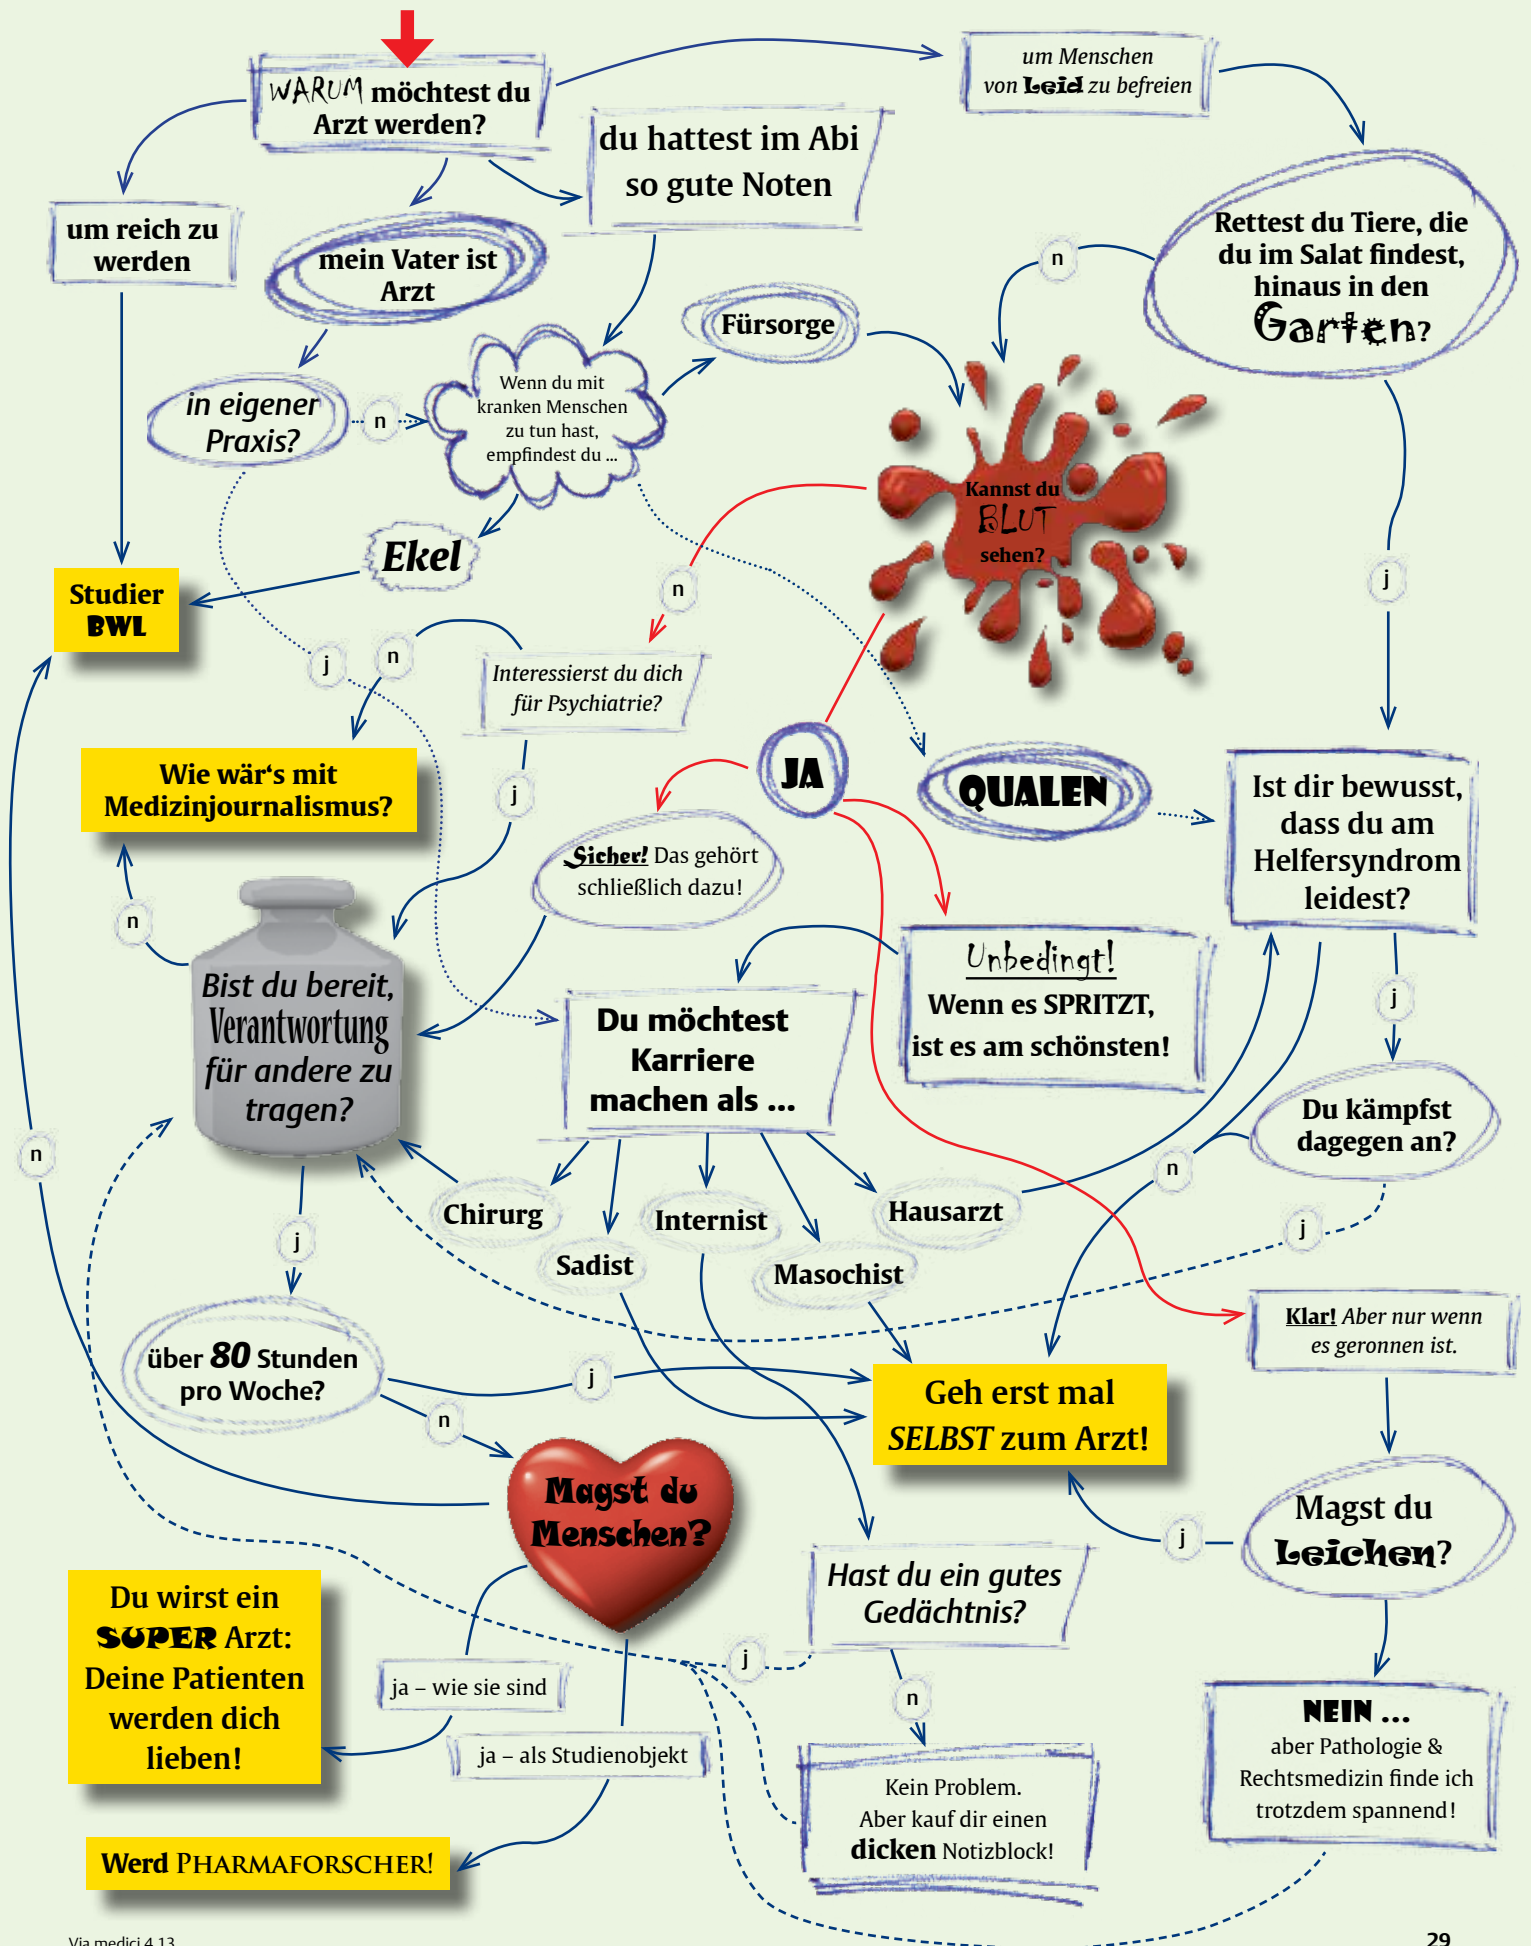 WARUM möchtest du
Arzt werden?
um Menschen
von Leid zu befreien
du hattest im Abi
so gute Noten
um reich zu
werden
mein Vater ist
Arzt
Rettest du Tiere, die
du im Salat findest,
hinaus in den
Garten?
n
Fürsorge
in eigener
Praxis?
n
Wenn du mit
kranken Menschen
zu tun hast,
empfindest du ...
Kannst du
BLUT
sehen?
Ekel
n
j
Studier
BWL
j
n
Interessierst du dich
für Psychiatrie?
Wie wär‘s mit
Medizinjournalismus?
j
JA
QUALEN
Ist dir bewusst,
dass du am
Helfersyndrom
leidest?
Sicher! Das gehört
schließlich dazu!
n
Unbedingt!
Wenn es SPRITZT,
ist es am schönsten!
j
Bist du bereit,
Verantwortung
für andere zu
tragen?
Du möchtest
Karriere
machen als ...
Du kämpfst
dagegen an?
n
n
j
j
Chirurg
Sadist
Internist
Masochist
Hausarzt
Klar! Aber nur wenn
es geronnen ist.
über 80 Stunden
pro Woche?
j
n
Geh erst mal
SELBST zum Arzt!
Magst du
Menschen?
Magst du
Leichen?
j
Hast du ein gutes
Gedächtnis?
Du wirst ein
SUPER Arzt:
Deine Patienten
werden dich
lieben!
j
n
ja – wie sie sind
ja – als Studienobjekt
NEIN ...
aber Pathologie &
Rechtsmedizin finde ich
trotzdem spannend!
Kein Problem.
Aber kauf dir einen
dicken Notizblock!
Werd PHARMAFORSCHER!
Via medici 4.13
29